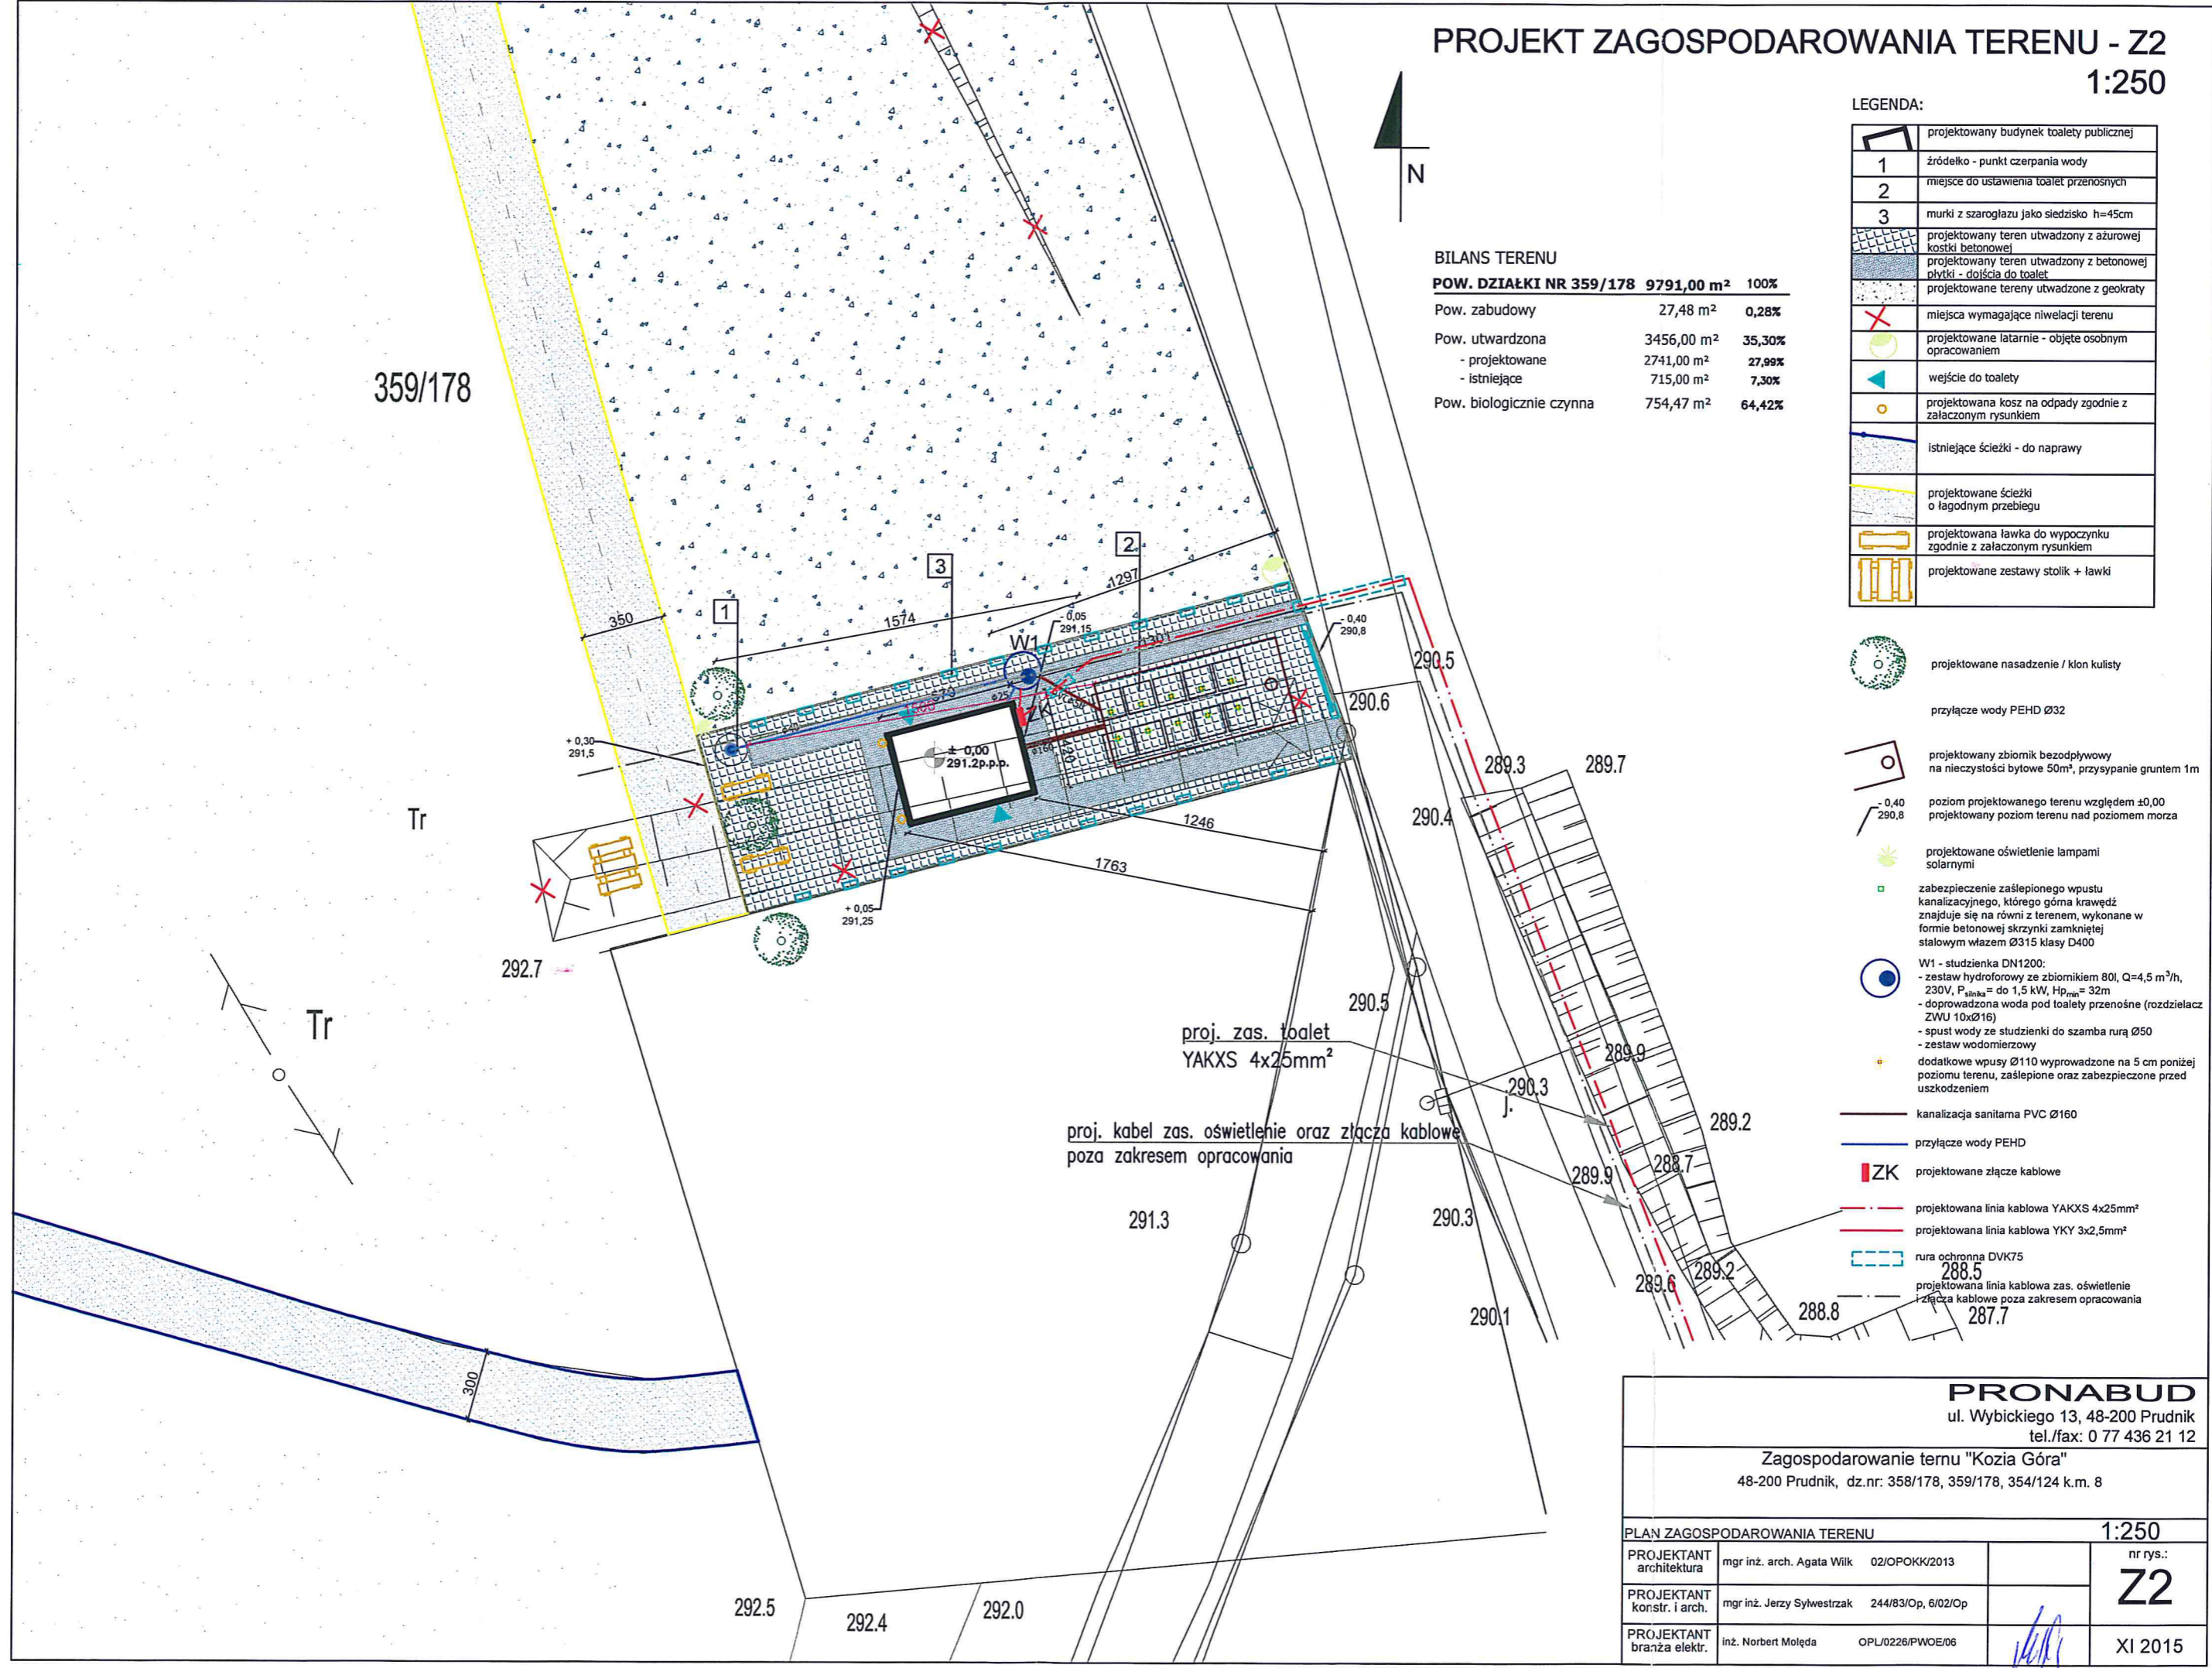 PROJEKT ZAGOSPODAROWANIA TERENU - Z2
1:250
N
LEGENDA:
projektowany budynek toalety publicznej
1 źródełko - punkt czerpania wody
2 miejsce do ustawienia toalet przenośnych
3 murki z szarogłazu jako siedzisko h=45cm
projektowany teren utwadzony z ażurowej
kostki betonowej
projektowany teren utwadzony z betonowej
płytki - dojścia do toalet
projektowane tereny utwadzone z geokraty
miejsca wymagające niwelacji terenu
projektowane latarnie - objęte osobnym
opracowaniem
wejście do toalety
projektowana kosz na odpady zgodnie z
załaczonym rysunkiem
istniejące ścieżki - do naprawy
projektowane ścieżki
o łagodnym przebiegu
projektowana ławka do wypoczynku
zgodnie z załaczonym rysunkiem
projektowane zestawy stolik + ławki
projektowane nasadzenie / klon kulisty
przyłącze wody PEHD Ø32
projektowany zbiornik bezodpływowy
na nieczystości bytowe 50m³, przysypanie gruntem 1m
- 0,40
290,8
poziom projektowanego terenu względem ±0,00
projektowany poziom terenu nad poziomem morza
projektowane oświetlenie lampami
solarnymi
zabezpieczenie zaślepionego wpustu
kanalizacyjnego, którego górna krawędź
znajduje się na równi z terenem, wykonane w
formie betonowej skrzynki zamkniętej
stalowym włazem Ø315 klasy D400
W1 - studzienka DN1200:
- zestaw hydroforowy ze zbiornikiem 80l, Q=4,5 m³/h,
230V, Psilnika= do 1,5 kW, Hpmin= 32m
- doprowadzona woda pod toalety przenośne (rozdzielacz
ZWU 10xØ16)
- spust wody ze studzienki do szamba rurą Ø50
- zestaw wodomierzowy
dodatkowe wpusy Ø110 wyprowadzone na 5 cm poniżej
poziomu terenu, zaślepione oraz zabezpieczone przed
uszkodzeniem
kanalizacja sanitarna PVC Ø160
przyłącze wody PEHD
ZK projektowane złącze kablowe
projektowana linia kablowa YAKXS 4x25mm²
projektowana linia kablowa YKY 3x2,5mm²
rura ochronna DVK75
projektowana linia kablowa zas. oświetlenie
i złącza kablowe poza zakresem opracowania
BILANS TERENU
POW. DZIAŁKI NR 359/178 9791,00 m² 100%
Pow. zabudowy 27,48 m² 0,28%
Pow. utwardzona 3456,00 m² 35,30%
- projektowane 2741,00 m² 27,99%
- istniejące 715,00 m² 7,30%
Pow. biologicznie czynna 754,47 m² 64,42%
359/178
350
1
3
2
1574
1297
W1
- 0,05
291,15
1301
- 0,40
290,8
1500
ZK
+ 0,30
291,5
± 0,00
291.2p.p.p.
ø160
420
1246
1763
+ 0,05
291,25
Tr
Tr
292.7
290.5
290.6
289.3
289.7
290.4
290.5
289.9
290.3
j.
289.2
288.7
289.9
290.3
291.3
289.6
289.2
288.5
288.8
287.7
290.1
proj. zas. toalet
YAKXS 4x25mm²
proj. kabel zas. oświetlenie oraz złącza kablowe
poza zakresem opracowania
300
292.5
292.4
292.0
PRONABUD
ul. Wybickiego 13, 48-200 Prudnik
tel./fax: 0 77 436 21 12
Zagospodarowanie ternu "Kozia Góra"
48-200 Prudnik, dz.nr: 358/178, 359/178, 354/124 k.m. 8
PLAN ZAGOSPODAROWANIA TERENU 1:250
PROJEKTANT
architektura
mgr inż. arch. Agata Wilk 02/OPOKK/2013
nr rys.:
Z2
PROJEKTANT
konstr. i arch.
mgr inż. Jerzy Sylwestrzak 244/83/Op, 6/02/Op
PROJEKTANT
branża elektr.
inż. Norbert Molęda OPL/0226/PWOE/06
XI 2015